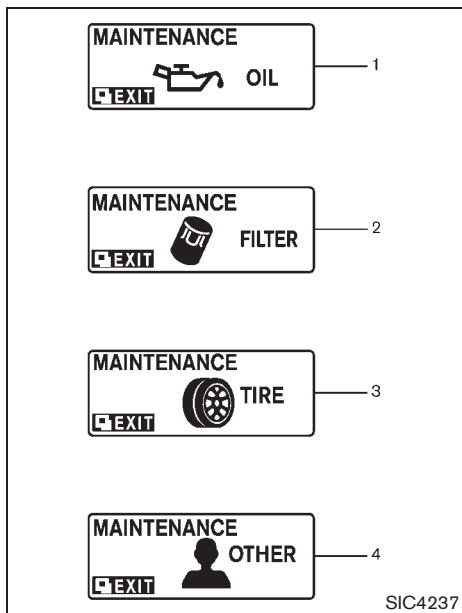 MAINTENANCE
OIL
EXIT
1
MAINTENANCE
FILTER
EXIT
2
MAINTENANCE
TIRE
EXIT
3
MAINTENANCE
OTHER
EXIT
4
SIC4237